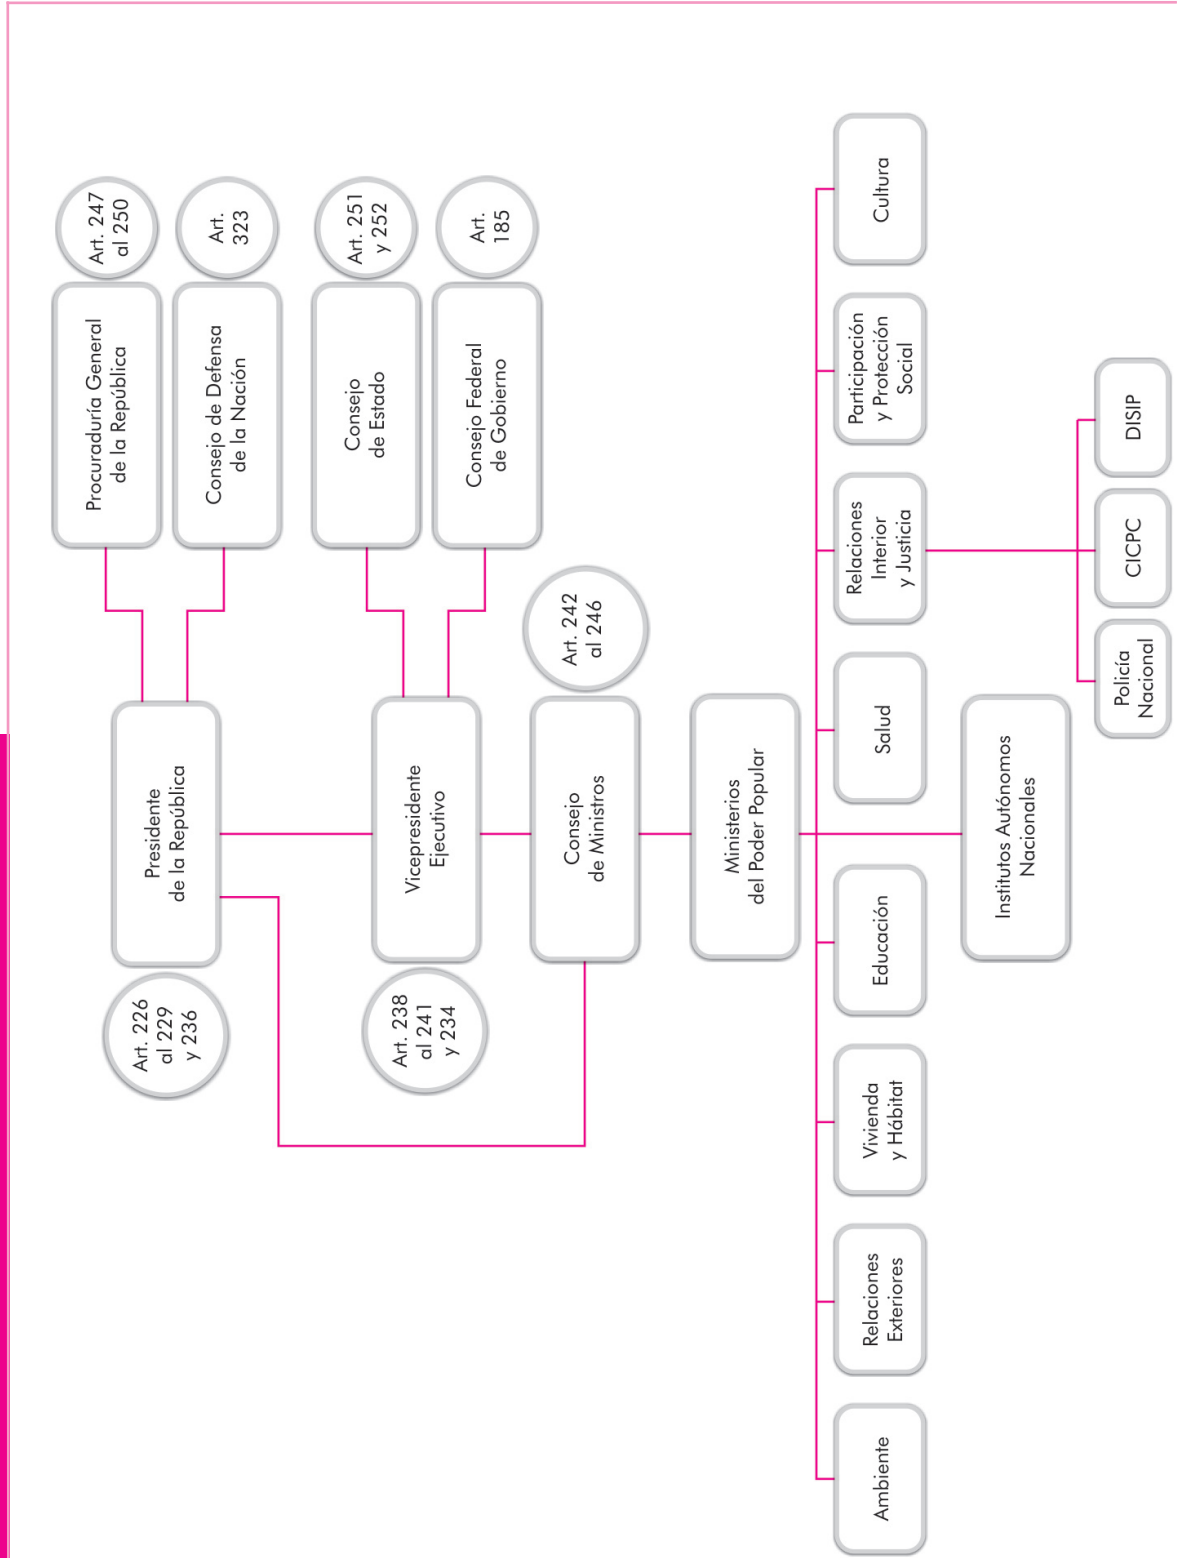 Art. 226
al 229
y 236
Presidente
de la República
Procuraduría General
de la República
Art. 247
al 250
Consejo de Defensa
de la Nación
Art.
323
Art. 238
al 241
y 234
Vicepresidente
Ejecutivo
Consejo
de Estado
Art. 251
y 252
Consejo Federal
de Gobierno
Art.
185
Consejo
de Ministros
Art. 242
al 246
Ministerios
del Poder Popular
Ambiente
Relaciones
Exteriores
Vivienda
y Hábitat
Educación
Salud
Relaciones
Interior
y Justicia
Participación
y Protección
Social
Cultura
Institutos Autónomos
Nacionales
Policía
Nacional
CICPC
DISIP